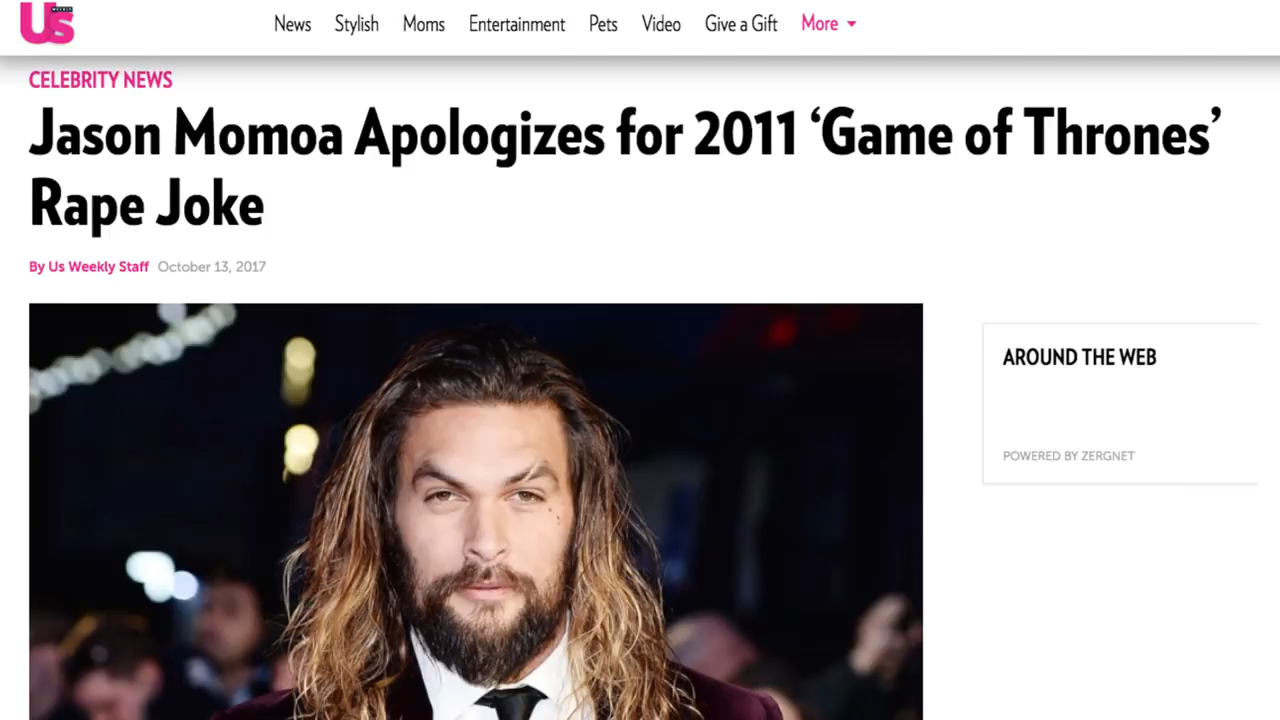 Us WEEKLY
News Stylish Moms Entertainment Pets Video Give a Gift More
CELEBRITY NEWS
Jason Momoa Apologizes for 2011 ‘Game of Thrones’
Rape Joke
By Us Weekly Staff October 13, 2017
AROUND THE WEB
POWERED BY ZERGNET